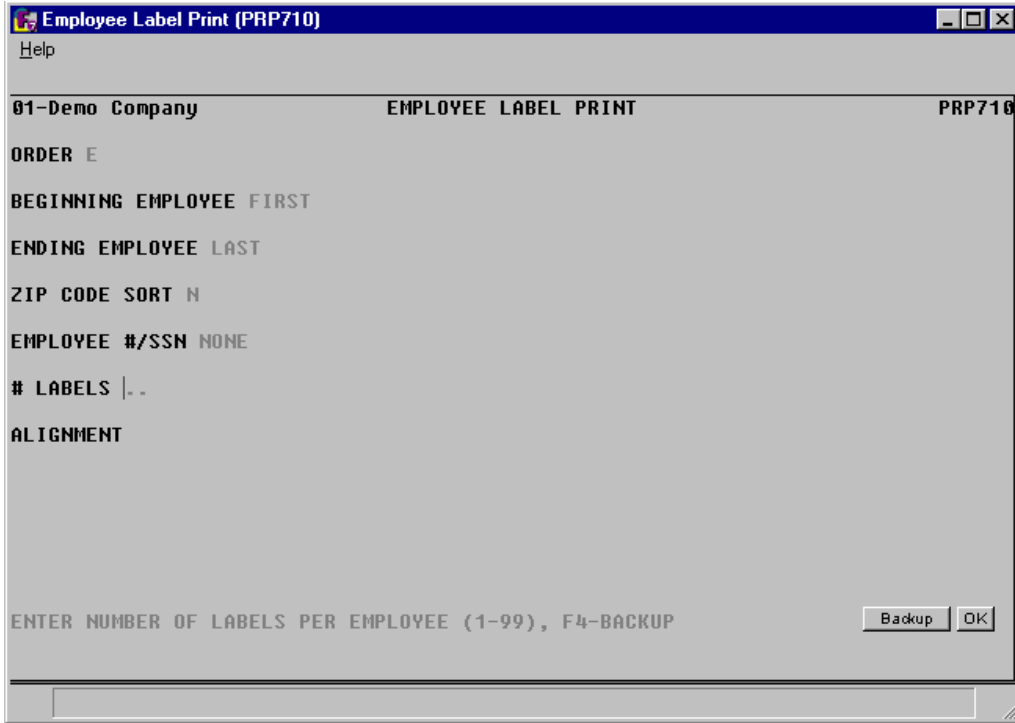 Employee Label Print (PRP710)
Help
01-Demo Company EMPLOYEE LABEL PRINT PRP710
ORDER E
BEGINNING EMPLOYEE FIRST
ENDING EMPLOYEE LAST
ZIP CODE SORT N
EMPLOYEE #/SSN NONE
# LABELS ..
ALIGNMENT
ENTER NUMBER OF LABELS PER EMPLOYEE (1-99), F4-BACKUP Backup OK